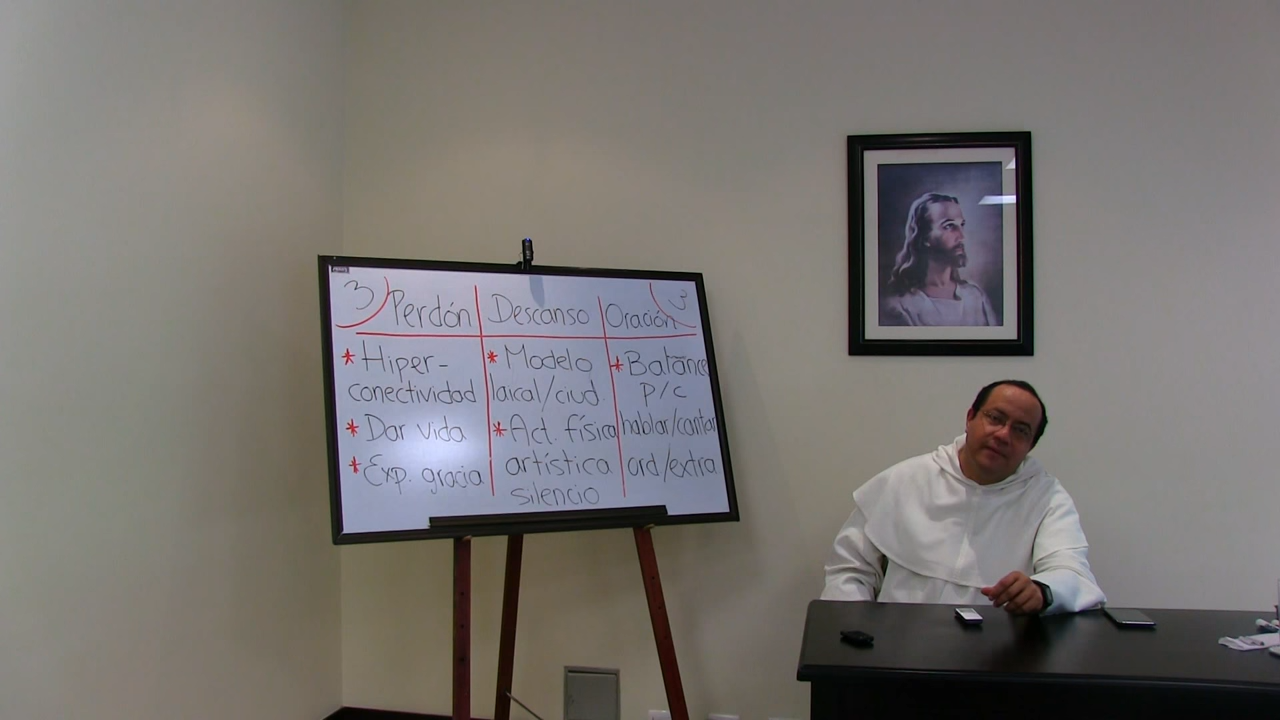 3 Perdón Descanso Oración 3
* Hiper-
conectividad
* Dar vida
* Exp. gracia
* Modelo
laical/ciud.
* Act. física
artística
silencio
* Balance
P/C
hablar/cantar
ord/extra